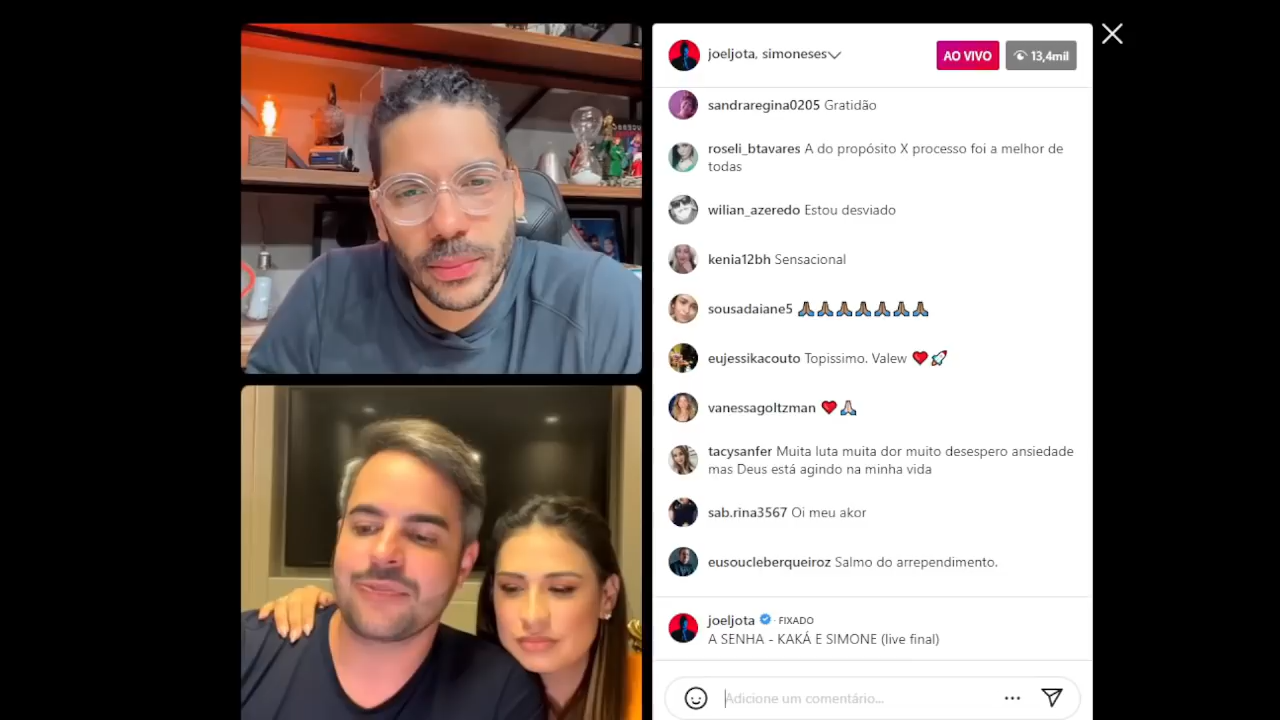 joeljota, simoneses
AO VIVO
13,4mil
sandraregina0205 Gratidão
roseli_btavares A do propósito X processo foi a melhor de
todas
wilian_azeredo Estou desviado
kenia12bh Sensacional
sousadaiane5 🙏🏽🙏🏽🙏🏽🙏🏽🙏🏽🙏🏽🙏🏽
eujessikacouto Topissimo. Valew ❤️🚀
vanessagoltzman ❤️🙏🏻
tacysanfer Muita luta muita dor muito desespero ansiedade
mas Deus está agindo na minha vida
sab.rina3567 Oi meu akor
eusoucleberqueiroz Salmo do arrependimento.
joeljota · FIXADO
A SENHA - KAKÁ E SIMONE (live final)
Adicione um comentário...